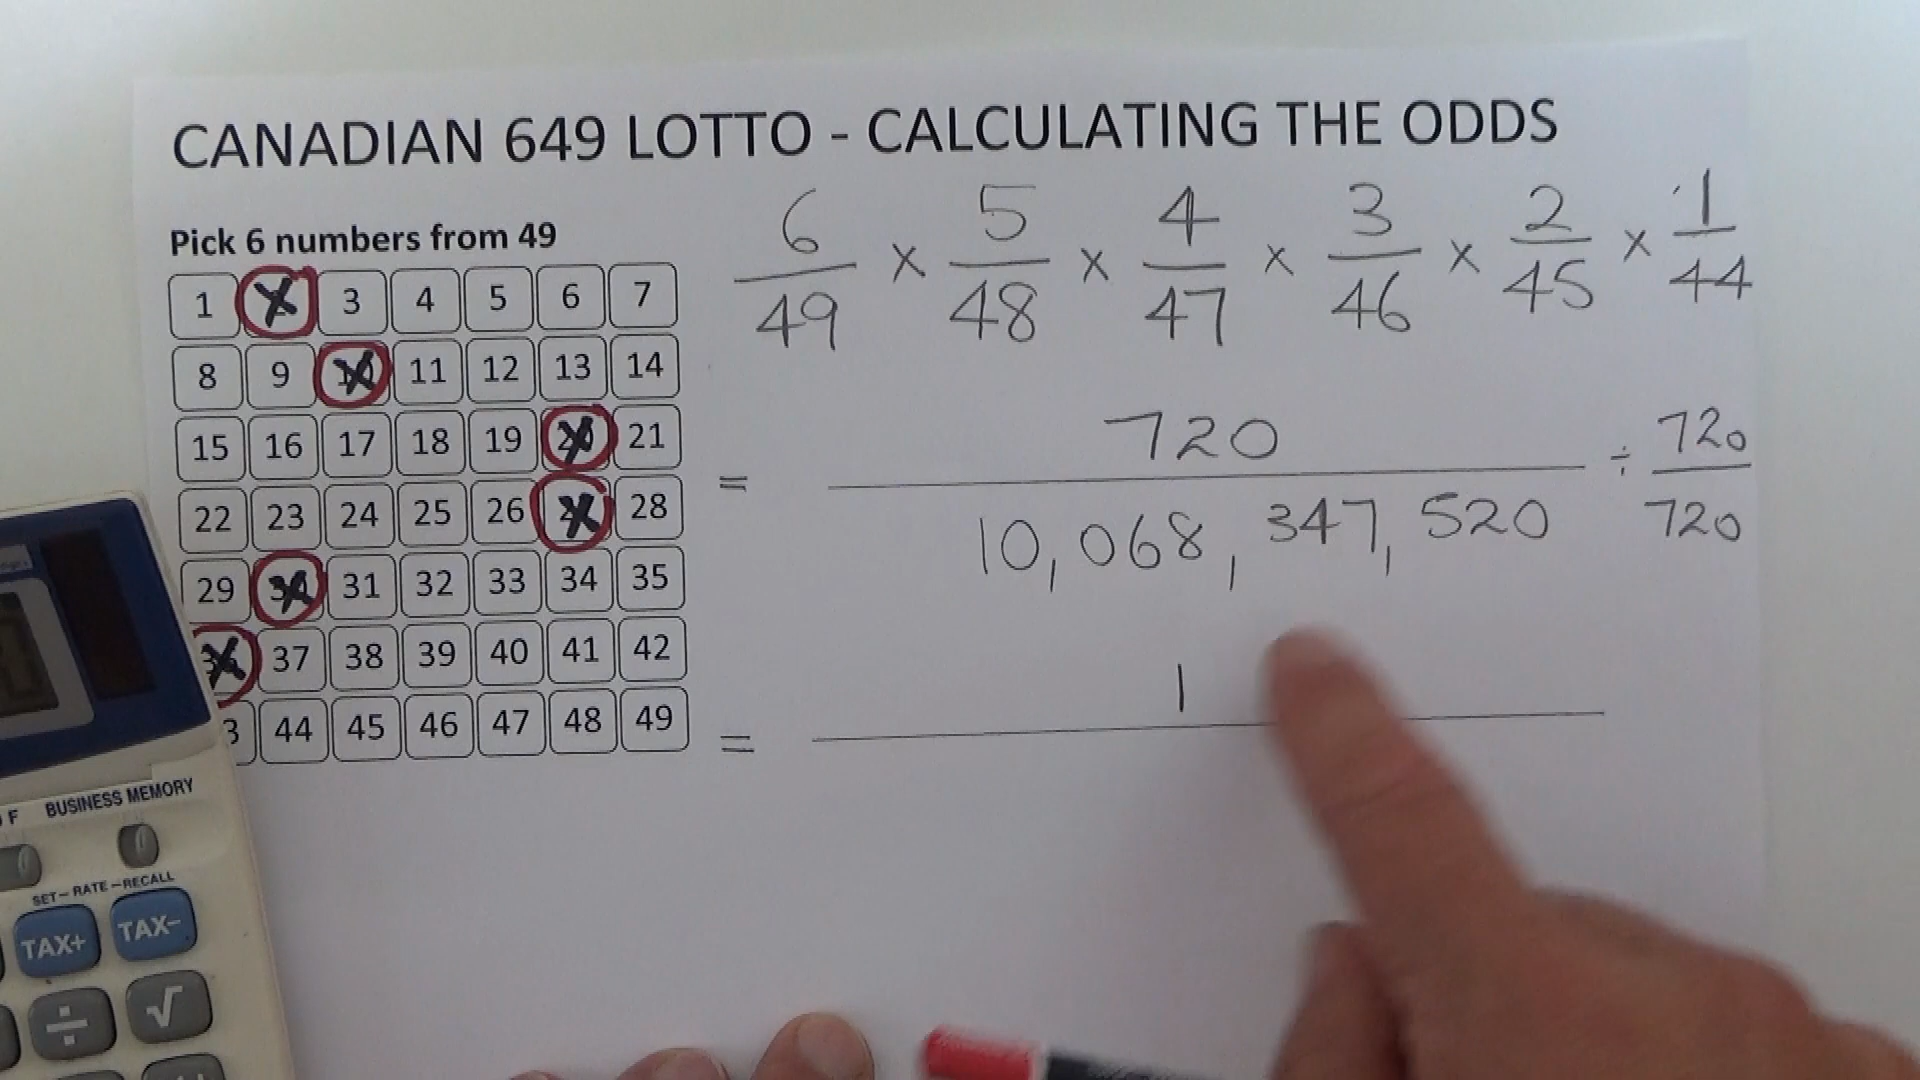 CANADIAN 649 LOTTO - CALCULATING THE ODDS
Pick 6 numbers from 49
1 3 4 5 6 7
8 9 10 11 12 13 14
15 16 17 18 19 20 21
22 23 24 25 26 28
29 31 32 33 34 35
37 38 39 40 41 42
3 44 45 46 47 48 49
6/49 × 5/48 × 4/47 × 3/46 × 2/45 × 1/44
= 720/10,068,347,520 ÷ 720/720
= 1
F BUSINESS MEMORY
SET-RATE-RECALL
TAX+ TAX-
÷ √